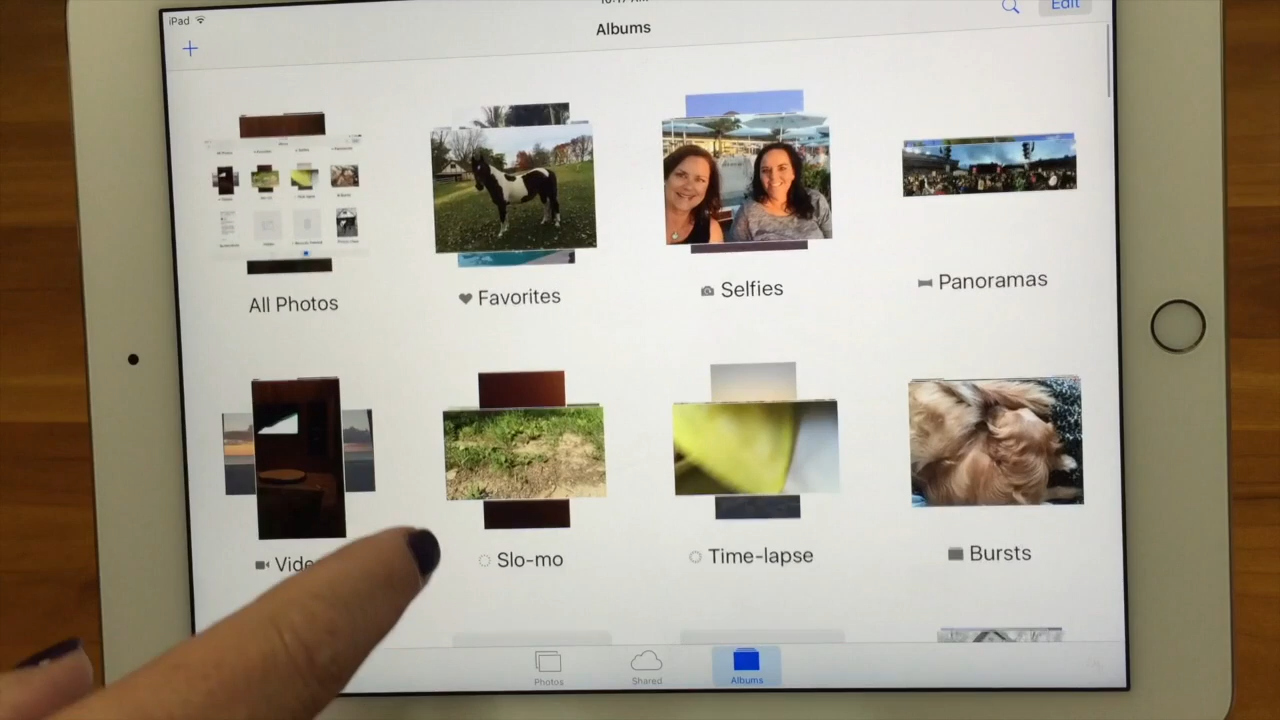 iPad
Albums
Edit
All Photos
Favorites
Selfies
Panoramas
Slo-mo
Time-lapse
Bursts
Photos
Shared
Albums